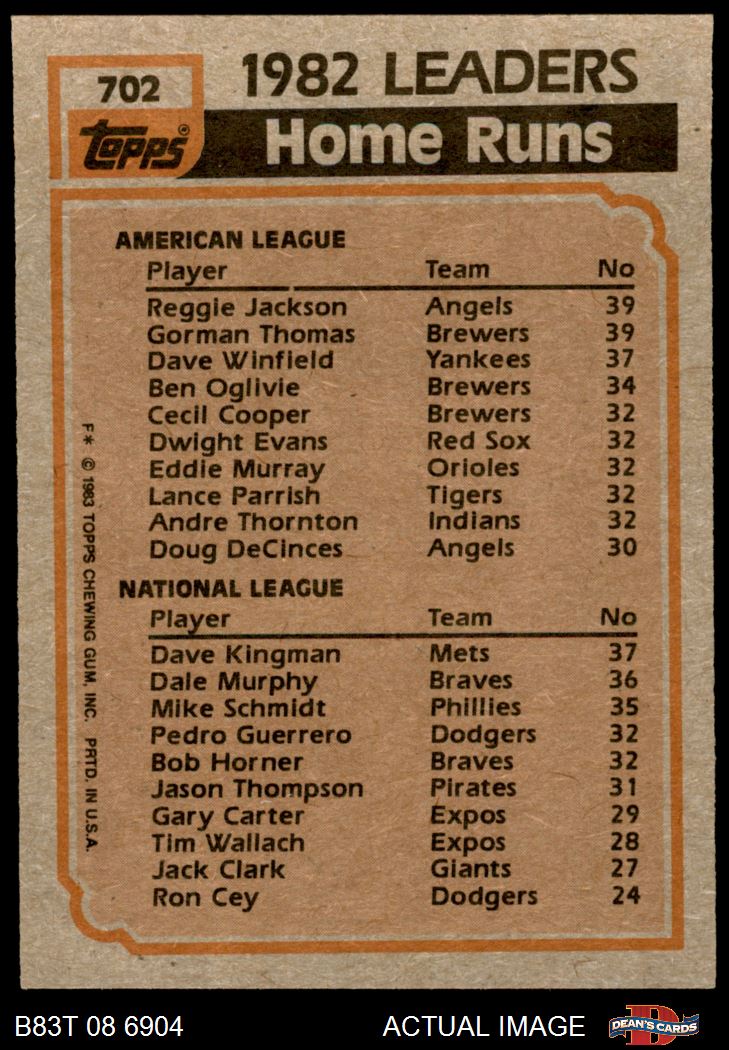 702
TOPPS®
1982 LEADERS
Home Runs
AMERICAN LEAGUE
Player Team No
Reggie Jackson Angels 39
Gorman Thomas Brewers 39
Dave Winfield Yankees 37
Ben Oglivie Brewers 34
Cecil Cooper Brewers 32
Dwight Evans Red Sox 32
Eddie Murray Orioles 32
Lance Parrish Tigers 32
Andre Thornton Indians 32
Doug DeCinces Angels 30
NATIONAL LEAGUE
Player Team No
Dave Kingman Mets 37
Dale Murphy Braves 36
Mike Schmidt Phillies 35
Pedro Guerrero Dodgers 32
Bob Horner Braves 32
Jason Thompson Pirates 31
Gary Carter Expos 29
Tim Wallach Expos 28
Jack Clark Giants 27
Ron Cey Dodgers 24
F* © 1983 TOPPS CHEWING GUM, INC. PRTD. IN U.S.A.
B83T 08 6904 ACTUAL IMAGE DEAN'S CARDS